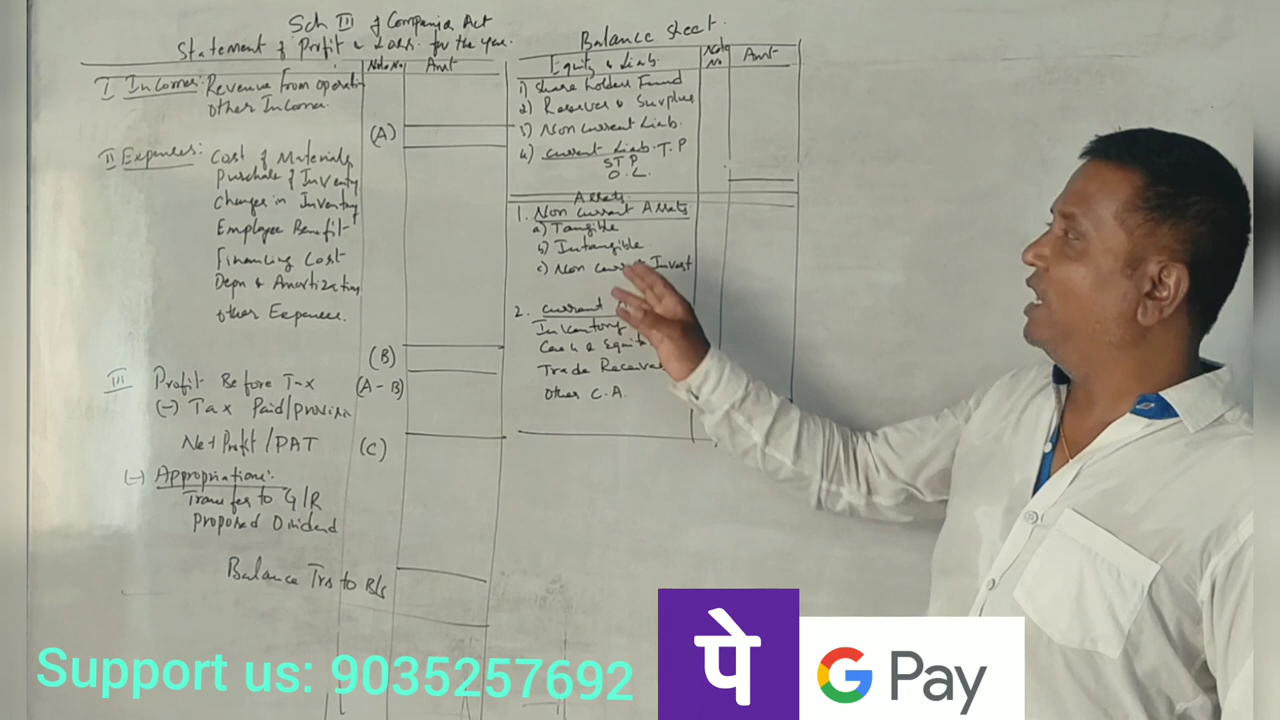 Sch III of Companies Act
Statement of Profit & Loss. for the year.
Note No
Amt
I Incomes: Revenue from operation
other Income.
(A)
II Expenses: Cost of Materials
Purchase of Inventory
Changes in Inventory
Employee Benefit
Financing Cost
Depn & Amortization
other Expenses.
(B)
III Profit Before Tax (A-B)
(-) Tax Paid/provision
Net Profit/PAT (C)
(-) Appropriations:
Transfer to G/R
Proposed Dividend
Balance Trs to B/s
Balance Sheet.
Equity & Liab.
Note No
Amt
1) Share holders Fund
2) Reserves & Surplus
3) Non Current Liab.
4) Current Liab. T.P
S T P
O. L.
Assets
1. Non Current Assets
a) Tangible
b) Intangible
c) Non Current Invest
2. Current
Inventory
Cash & Equity
Trade Receiva
Other C.A.
Support us: 9035257692
पे
G Pay